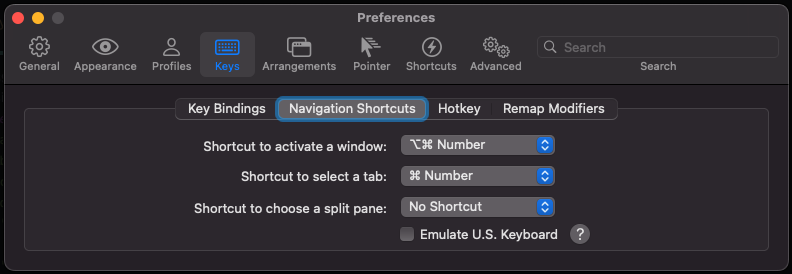 Preferences
General Appearance Profiles Keys Arrangements Pointer Shortcuts Advanced Search
Search
Key Bindings Navigation Shortcuts Hotkey Remap Modifiers
Shortcut to activate a window: ⌥⌘ Number
Shortcut to select a tab: ⌘ Number
Shortcut to choose a split pane: No Shortcut
Emulate U.S. Keyboard ?